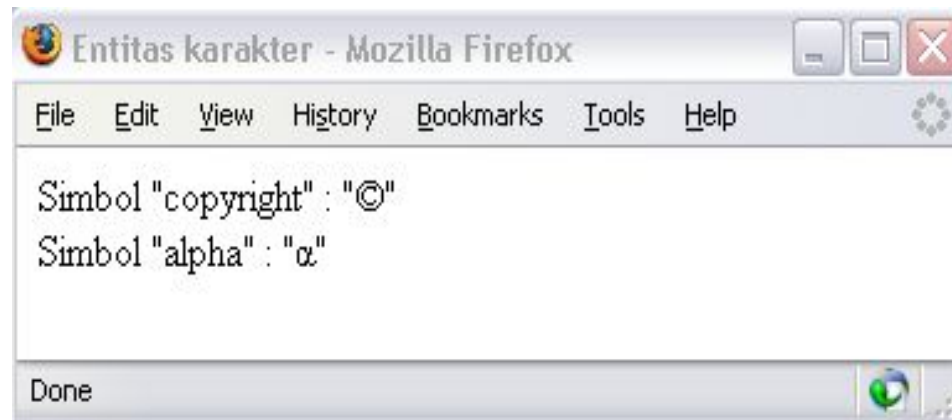 Entitas karakter - Mozilla Firefox
File Edit View History Bookmarks Tools Help
Simbol "copyright" : "©"
Simbol "alpha" : "α"
Done